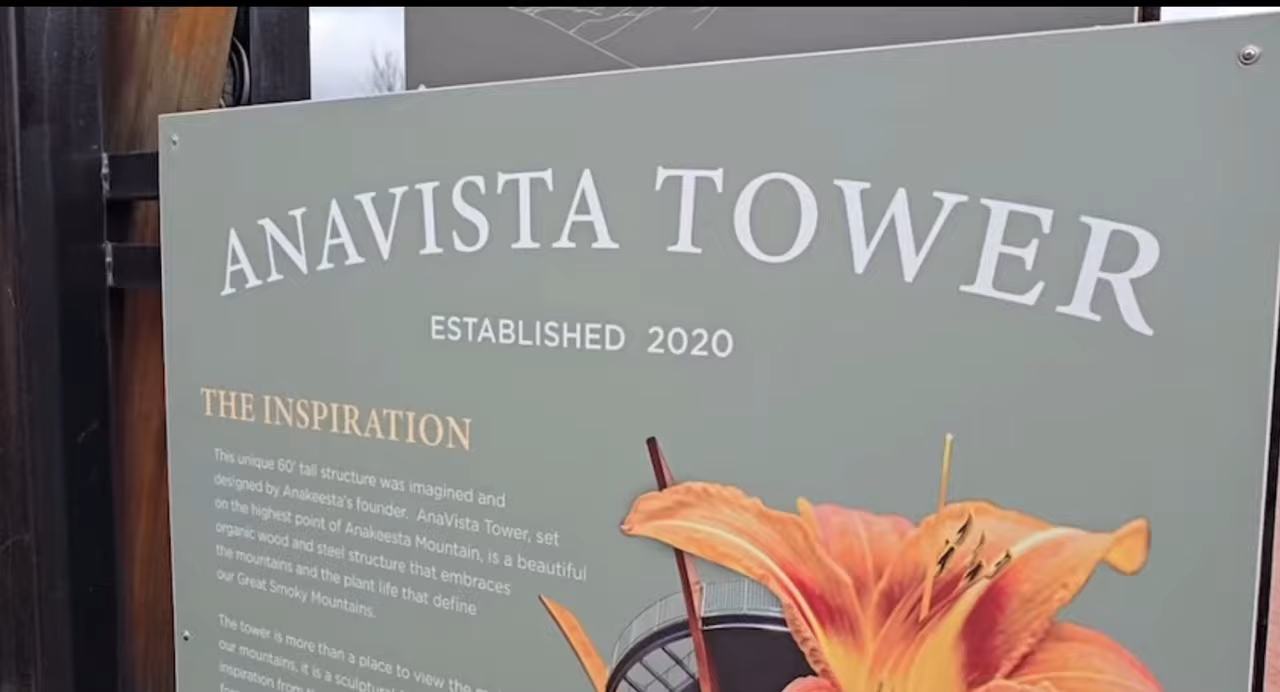 ANAVISTA TOWER
ESTABLISHED 2020
THE INSPIRATION
This unique 60' tall structure was imagined and
designed by Anakeesta's founder. AnaVista Tower, set
on the highest point of Anakeesta Mountain, is a beautiful
organic wood and steel structure that embraces
the mountains and the plant life that define
our Great Smoky Mountains.
The tower is more than a place to view the
our mountains, it is a sculptural
inspiration from